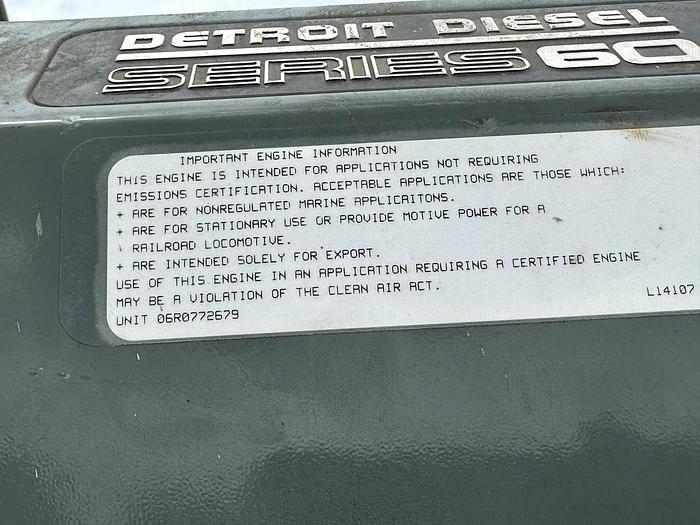 DETROIT DIESEL
SERIES 60
IMPORTANT ENGINE INFORMATION
THIS ENGINE IS INTENDED FOR APPLICATIONS NOT REQUIRING
EMISSIONS CERTIFICATION. ACCEPTABLE APPLICATIONS ARE THOSE WHICH:
+ ARE FOR NONREGULATED MARINE APPLICAITONS.
+ ARE FOR STATIONARY USE OR PROVIDE MOTIVE POWER FOR A
RAILROAD LOCOMOTIVE.
+ ARE INTENDED SOLELY FOR EXPORT.
USE OF THIS ENGINE IN AN APPLICATION REQUIRING A CERTIFIED ENGINE
MAY BE A VIOLATION OF THE CLEAN AIR ACT.
UNIT 06R0772679
L14107